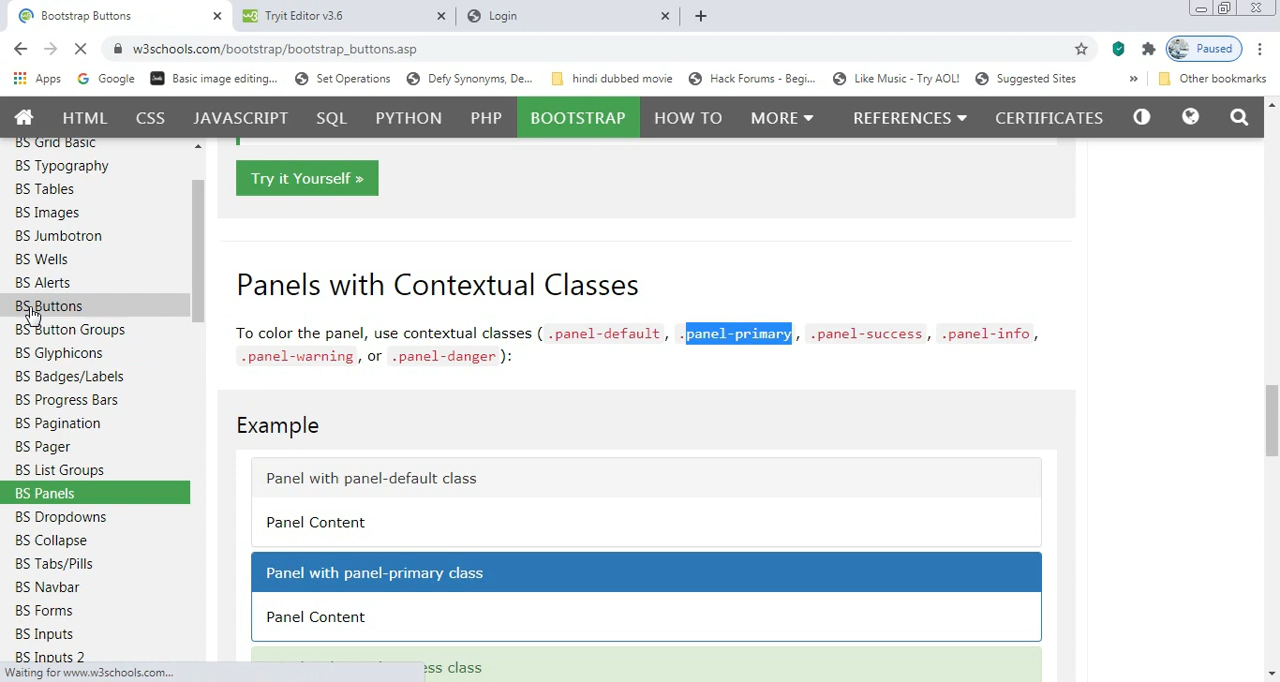 Bootstrap Buttons
Tryit Editor v3.6
Login
w3schools.com/bootstrap/bootstrap_buttons.asp
Paused
Apps
Google
Basic image editing...
Set Operations
Defy Synonyms, De...
hindi dubbed movie
Hack Forums - Begi...
Like Music - Try AOL!
Suggested Sites
»
Other bookmarks
HTML
CSS
JAVASCRIPT
SQL
PYTHON
PHP
BOOTSTRAP
HOW TO
MORE
REFERENCES
CERTIFICATES
BS Grid Basic
BS Typography
BS Tables
BS Images
BS Jumbotron
BS Wells
BS Alerts
BS Buttons
BS Button Groups
BS Glyphicons
BS Badges/Labels
BS Progress Bars
BS Pagination
BS Pager
BS List Groups
BS Panels
BS Dropdowns
BS Collapse
BS Tabs/Pills
BS Navbar
BS Forms
BS Inputs
BS Inputs 2
Try it Yourself »
Panels with Contextual Classes
To color the panel, use contextual classes (.panel-default, .panel-primary, .panel-success, .panel-info,
.panel-warning, or .panel-danger):
Example
Panel with panel-default class
Panel Content
Panel with panel-primary class
Panel Content
ess class
Waiting for www.w3schools.com...